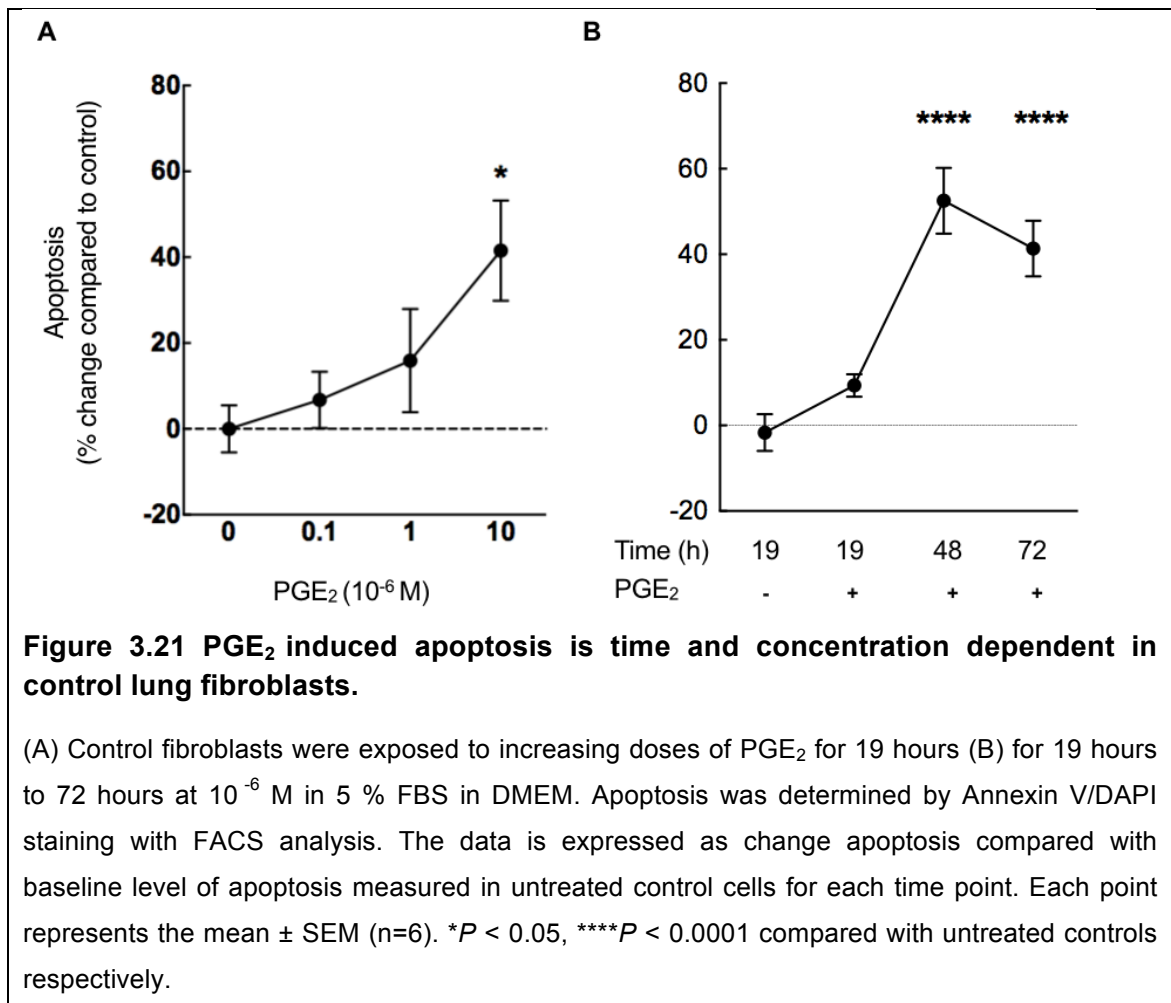 A
B
80
60
40
20
0
-20
Apoptosis
(% change compared to control)
*
0 0.1 1 10
PGE₂ (10⁻⁶ M)
80
60
40
20
0
-20
**** ****
Time (h) 19 19 48 72
PGE₂ - + + +
Figure 3.21 PGE₂ induced apoptosis is time and concentration dependent in
control lung fibroblasts.
(A) Control fibroblasts were exposed to increasing doses of PGE₂ for 19 hours (B) for 19 hours
to 72 hours at 10 ⁻⁶ M in 5 % FBS in DMEM. Apoptosis was determined by Annexin V/DAPI
staining with FACS analysis. The data is expressed as change apoptosis compared with
baseline level of apoptosis measured in untreated control cells for each time point. Each point
represents the mean ± SEM (n=6). *P < 0.05, ****P < 0.0001 compared with untreated controls
respectively.